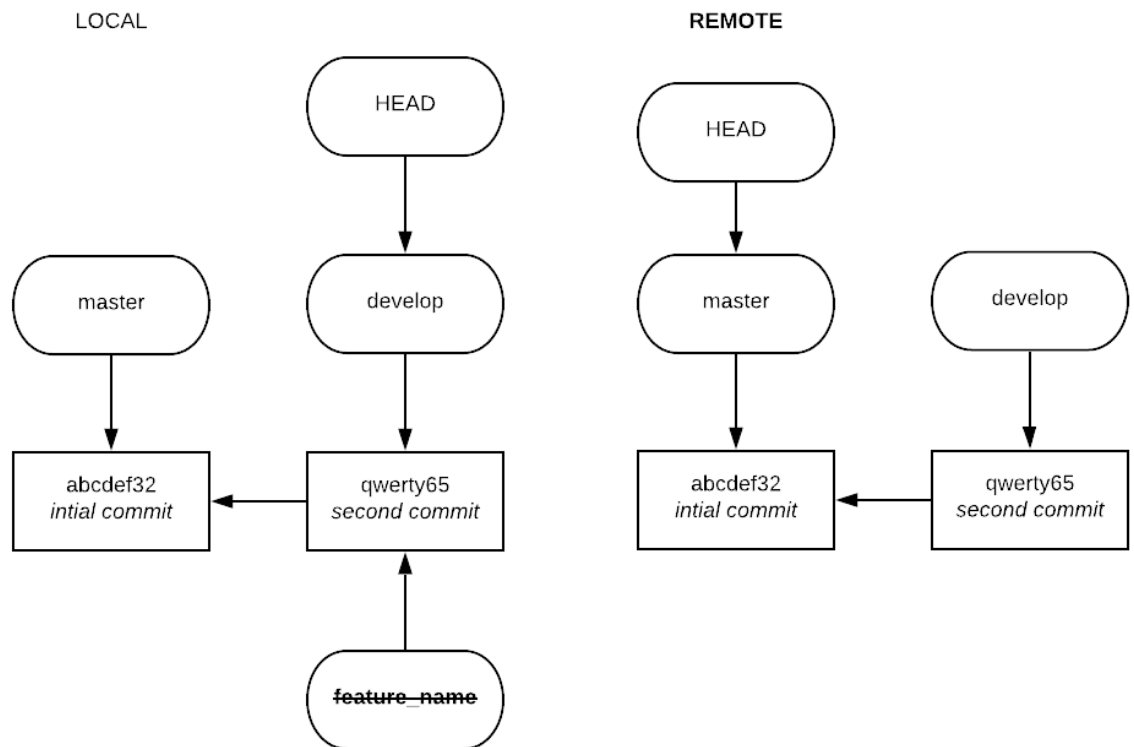 LOCAL
REMOTE
HEAD
HEAD
master
develop
master
develop
abcdef32
intial commit
qwerty65
second commit
abcdef32
intial commit
qwerty65
second commit
feature_name